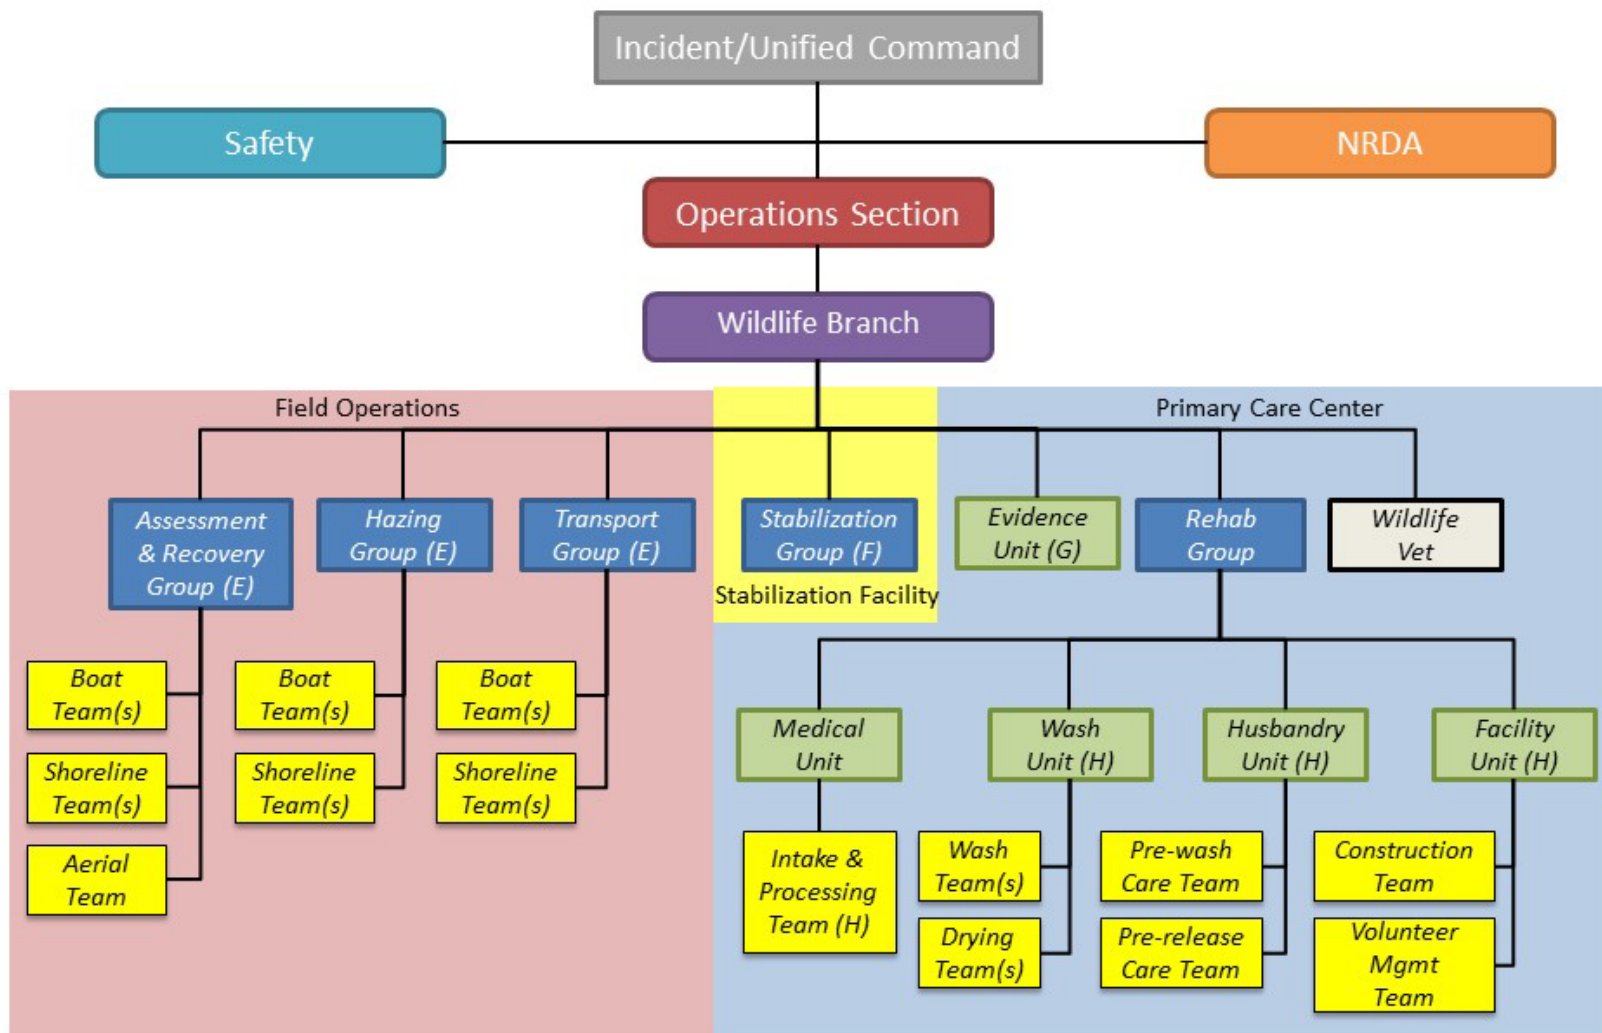 Incident/Unified Command
Safety
NRDA
Operations Section
Wildlife Branch
Field Operations
Primary Care Center
Assessment
& Recovery
Group (E)
Hazing
Group (E)
Transport
Group (E)
Stabilization
Group (F)
Evidence
Unit (G)
Rehab
Group
Wildlife
Vet
Stabilization Facility
Boat
Team(s)
Boat
Team(s)
Boat
Team(s)
Shoreline
Team(s)
Shoreline
Team(s)
Shoreline
Team(s)
Aerial
Team
Medical
Unit
Wash
Unit (H)
Husbandry
Unit (H)
Facility
Unit (H)
Intake &
Processing
Team (H)
Wash
Team(s)
Drying
Team(s)
Pre-wash
Care Team
Pre-release
Care Team
Construction
Team
Volunteer
Mgmt
Team